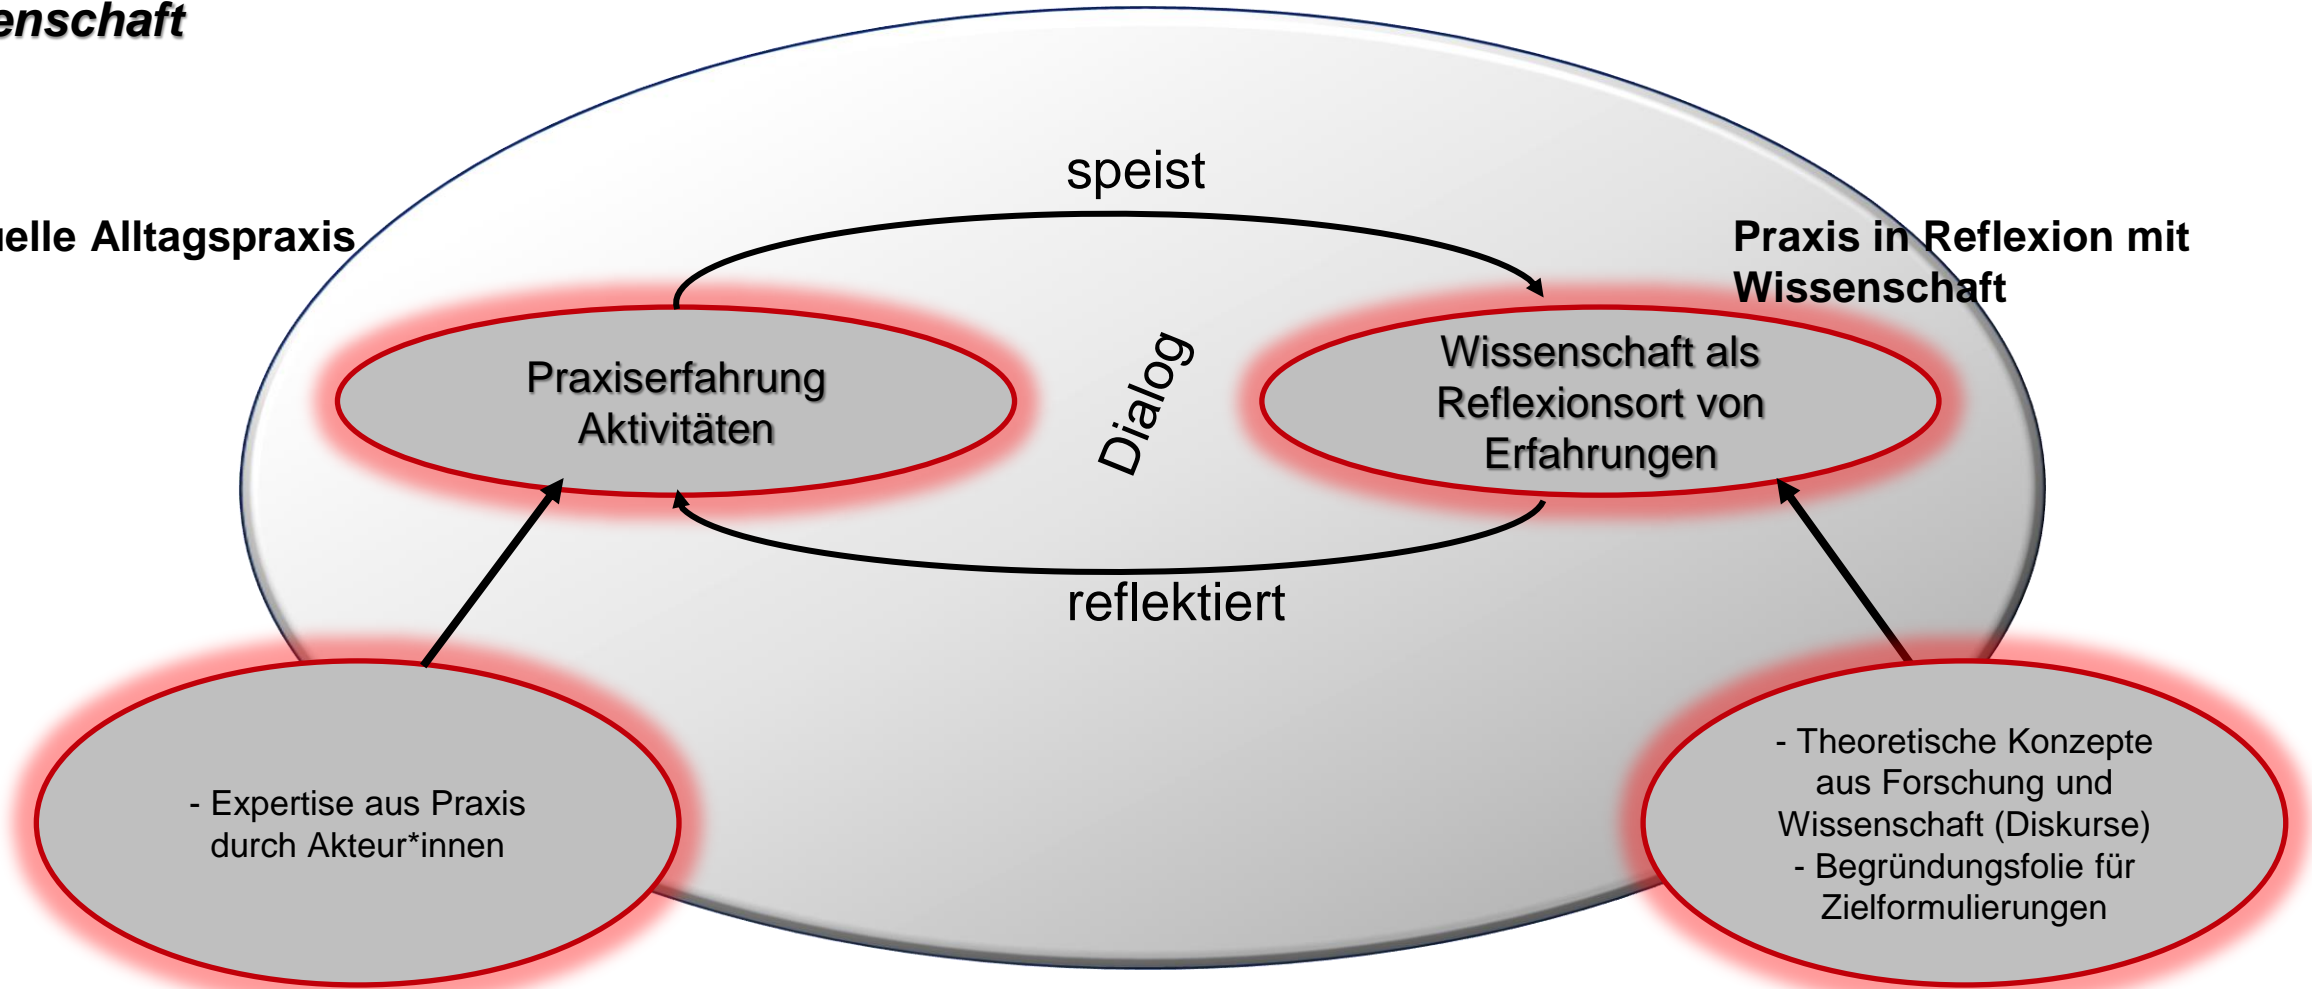 enschaft
speist
elle Alltagspraxis
Praxis in Reflexion mit
Wissenschaft
Praxiserfahrung
Aktivitäten
Dialog
Wissenschaft als
Reflexionsort von
Erfahrungen
reflektiert
- Expertise aus Praxis
durch Akteur*innen
- Theoretische Konzepte
aus Forschung und
Wissenschaft (Diskurse)
- Begründungsfolie für
Zielformulierungen